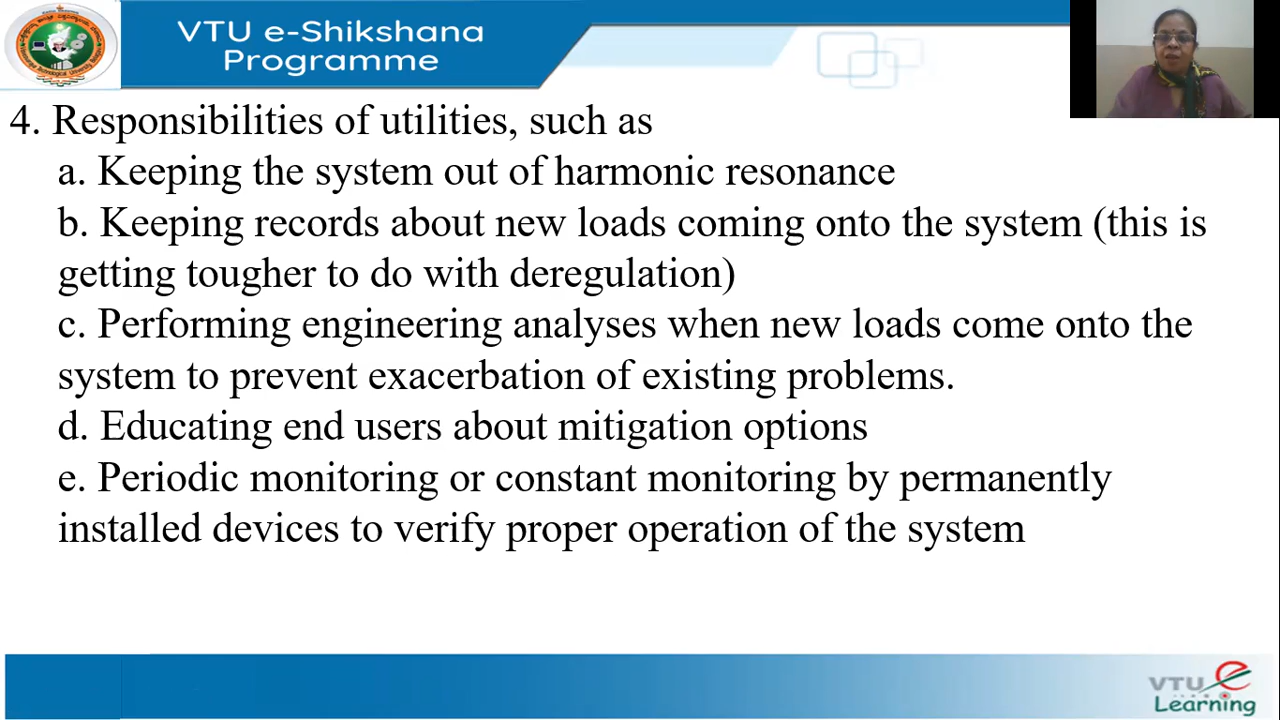 VTU e-Shikshana
Programme
4. Responsibilities of utilities, such as
a. Keeping the system out of harmonic resonance
b. Keeping records about new loads coming onto the system (this is
getting tougher to do with deregulation)
c. Performing engineering analyses when new loads come onto the
system to prevent exacerbation of existing problems.
d. Educating end users about mitigation options
e. Periodic monitoring or constant monitoring by permanently
installed devices to verify proper operation of the system
VTU e
Learning